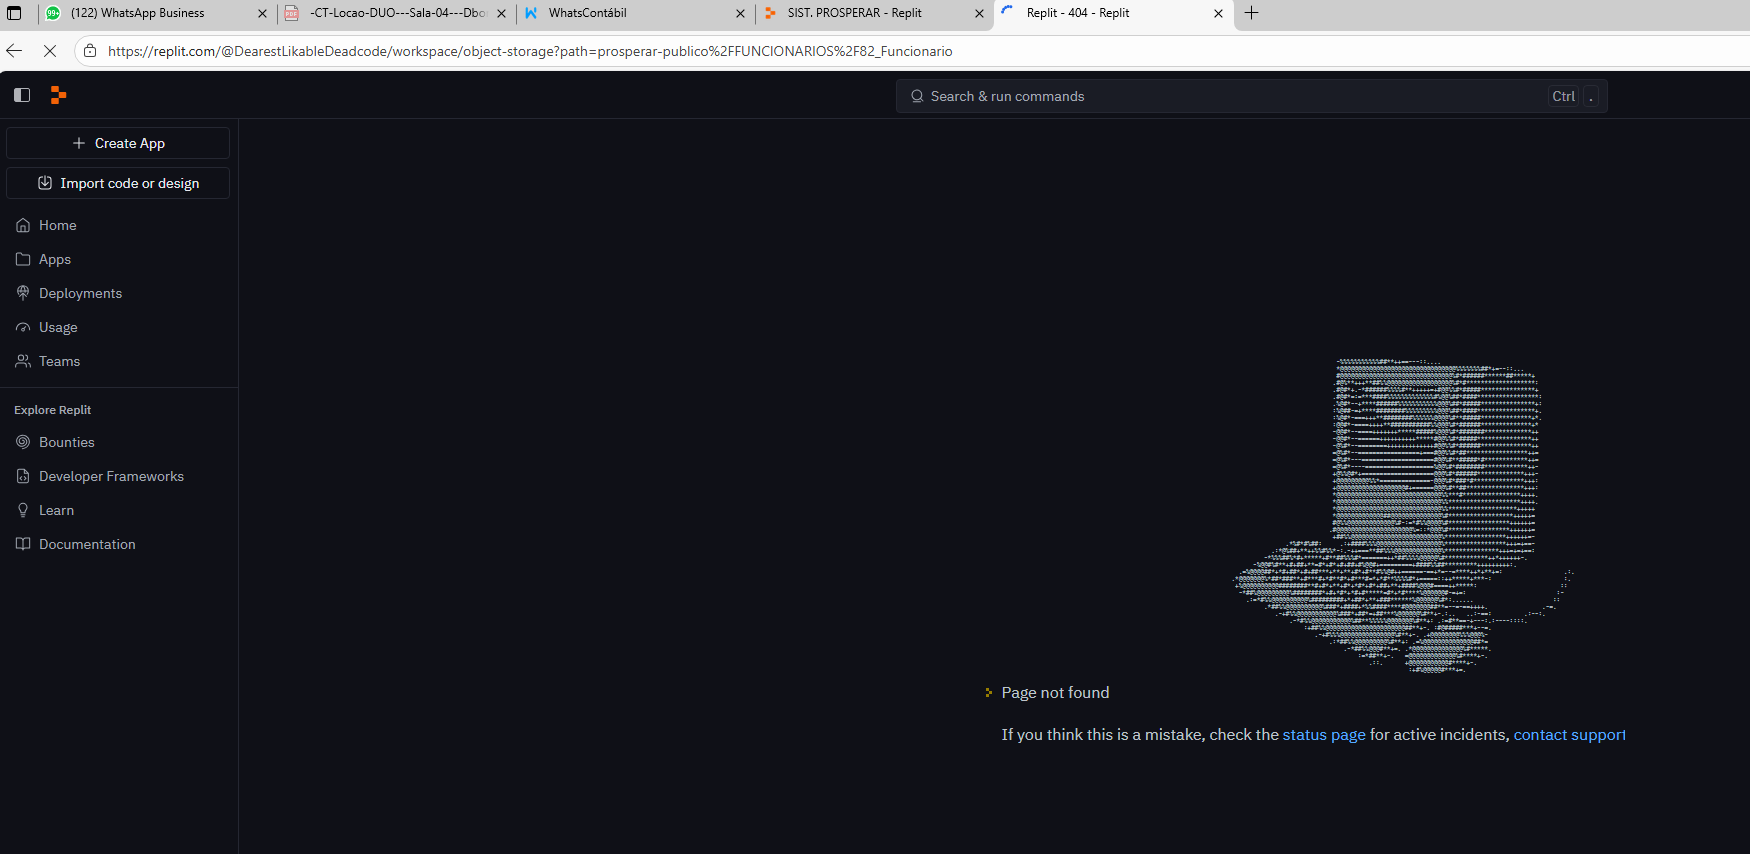 (122) WhatsApp Business
-CT-Locao-DUO---Sala-04---Dbo
WhatsContábil
SIST. PROSPERAR - Replit
Replit - 404 - Replit
https://replit.com/@DearestLikableDeadcode/workspace/object-storage?path=prosperar-publico%2FFUNCIONARIOS%2F82_Funcionario
Search & run commands
Ctrl .
Create App
Import code or design
Home
Apps
Deployments
Usage
Teams
Explore Replit
Bounties
Developer Frameworks
Learn
Documentation
Page not found
If you think this is a mistake, check the status page for active incidents, contact support